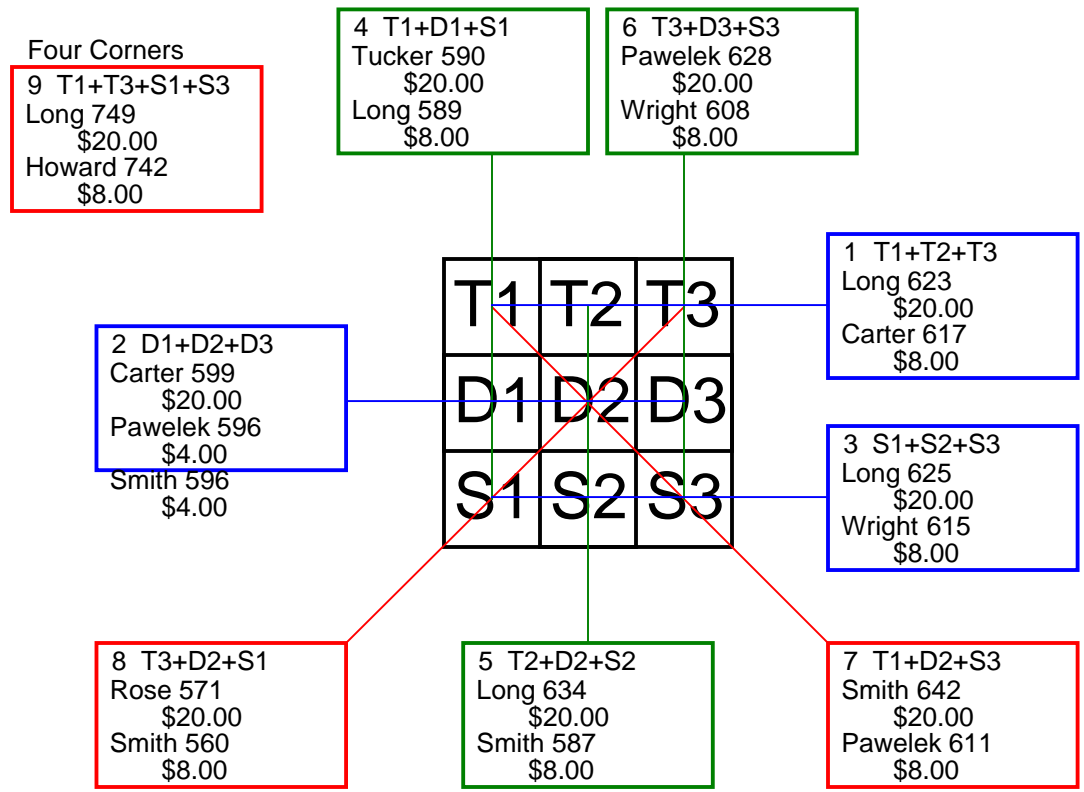 Four Corners
9 T1+T3+S1+S3
Long 749
$20.00
Howard 742
$8.00
4 T1+D1+S1
Tucker 590
$20.00
Long 589
$8.00
6 T3+D3+S3
Pawelek 628
$20.00
Wright 608
$8.00
1 T1+T2+T3
Long 623
$20.00
Carter 617
$8.00
2 D1+D2+D3
Carter 599
$20.00
Pawelek 596
$4.00
Smith 596
$4.00
T1 T2 T3
D1 D2 D3
S1 S2 S3
3 S1+S2+S3
Long 625
$20.00
Wright 615
$8.00
8 T3+D2+S1
Rose 571
$20.00
Smith 560
$8.00
5 T2+D2+S2
Long 634
$20.00
Smith 587
$8.00
7 T1+D2+S3
Smith 642
$20.00
Pawelek 611
$8.00